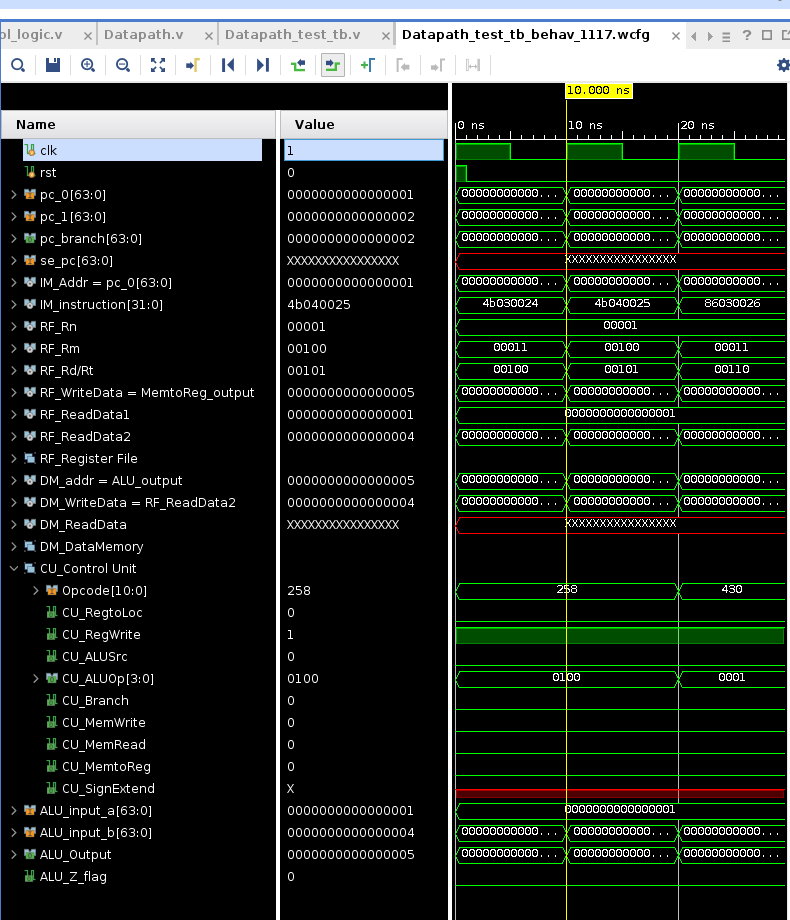 ol_logic.v Datapath.v Datapath_test_tb.v Datapath_test_tb_behav_1117.wcfg
10.000 ns
Name Value 0 ns 10 ns 20 ns
clk 1
rst 0
pc_0[63:0] 0000000000000001 00000000000... 00000000000... 00000000000...
pc_1[63:0] 0000000000000002 00000000000... 00000000000... 00000000000...
pc_branch[63:0] 0000000000000002 00000000000... 00000000000... 00000000000...
se_pc[63:0] XXXXXXXXXXXXXXXX XXXXXXXXXXXXXXXX
IM_Addr = pc_0[63:0] 0000000000000001 00000000000... 00000000000... 00000000000...
IM_instruction[31:0] 4b040025 4b030024 4b040025 86030026
RF_Rn 00001 00001
RF_Rm 00100 00011 00100 00011
RF_Rd/Rt 00101 00100 00101 00110
RF_WriteData = MemtoReg_output 0000000000000005 00000000000... 00000000000... 00000000000...
RF_ReadData1 0000000000000001 0000000000000001
RF_ReadData2 0000000000000004 00000000000... 00000000000... 00000000000...
RF_Register File
DM_addr = ALU_output 0000000000000005 00000000000... 00000000000... 00000000000...
DM_WriteData = RF_ReadData2 0000000000000004 00000000000... 00000000000... 00000000000...
DM_ReadData XXXXXXXXXXXXXXXX XXXXXXXXXXXXXXXX
DM_DataMemory
CU_Control Unit
Opcode[10:0] 258 258 430
CU_RegtoLoc 0
CU_RegWrite 1
CU_ALUSrc 0
CU_ALUOp[3:0] 0100 0100 0001
CU_Branch 0
CU_MemWrite 0
CU_MemRead 0
CU_MemtoReg 0
CU_SignExtend X
ALU_input_a[63:0] 0000000000000001 0000000000000001
ALU_input_b[63:0] 0000000000000004 00000000000... 00000000000... 00000000000...
ALU_Output 0000000000000005 00000000000... 00000000000... 00000000000...
ALU_Z_flag 0